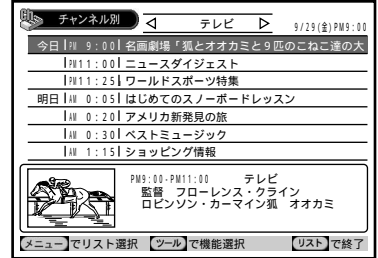 チャンネル別 ◁ テレビ ▷ 9/29(金)PM9:00
今日 PM 9:00 名画劇場「狐とオオカミと９匹のこねこ達の大
PM11:00 ニュースダイジェスト
PM11:25 ワールドスポーツ特集
明日 AM 0:05 はじめてのスノーボードレッスン
AM 0:20 アメリカ新発見の旅
AM 0:30 ベストミュージック
AM 1:15 ショッピング情報
PM9:00-PM11:00 テレビ
監督 フローレンス・クライン
ロビンソン・カーマイン狐 オオカミ
メニューでリスト選択 ツールで機能選択 リストで終了